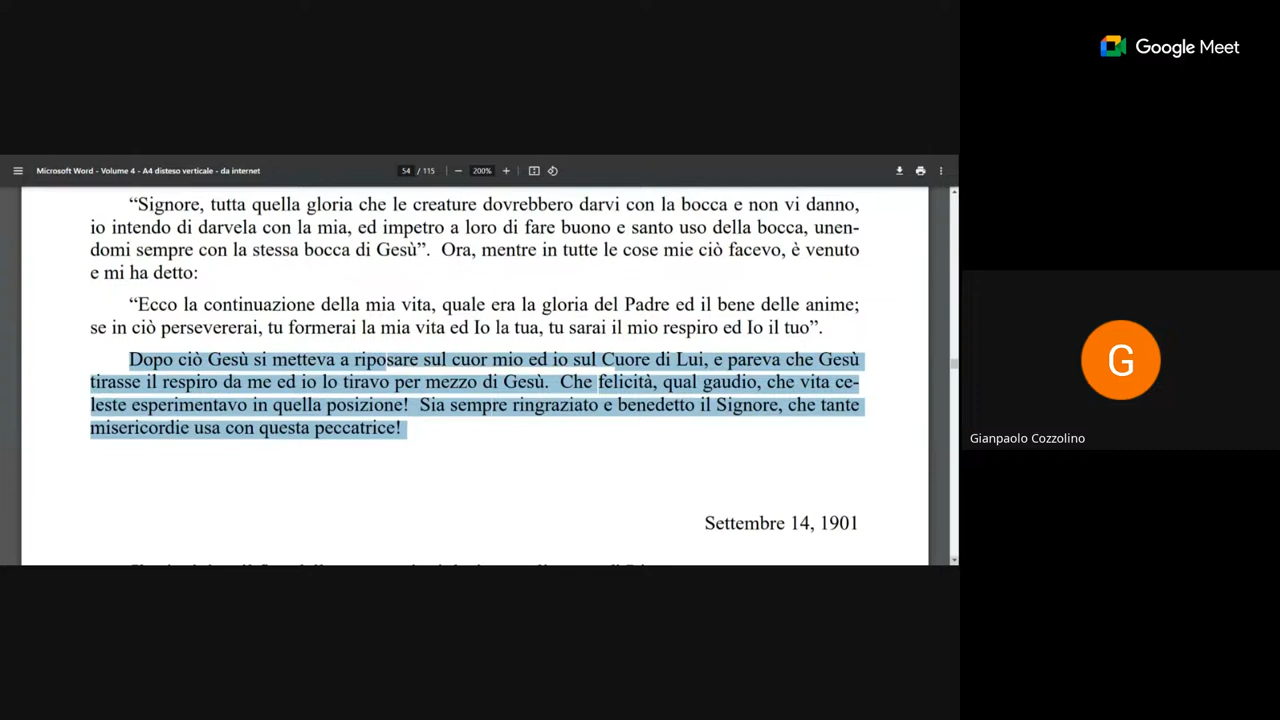 Google Meet
Microsoft Word - Volume 4 - A4 disteso verticale - da internet
54 / 115
200%
“Signore, tutta quella gloria che le creature dovrebbero darvi con la bocca e non vi danno,
io intendo di darvela con la mia, ed impetro a loro di fare buono e santo uso della bocca, unen-
domi sempre con la stessa bocca di Gesù”. Ora, mentre in tutte le cose mie ciò facevo, è venuto
e mi ha detto:
“Ecco la continuazione della mia vita, quale era la gloria del Padre ed il bene delle anime;
se in ciò persevererai, tu formerai la mia vita ed Io la tua, tu sarai il mio respiro ed Io il tuo”.
Dopo ciò Gesù si metteva a riposare sul cuor mio ed io sul Cuore di Lui, e pareva che Gesù
tirasse il respiro da me ed io lo tiravo per mezzo di Gesù. Che felicità, qual gaudio, che vita ce-
leste esperimentavo in quella posizione! Sia sempre ringraziato e benedetto il Signore, che tante
misericordie usa con questa peccatrice!
Settembre 14, 1901
G
Gianpaolo Cozzolino